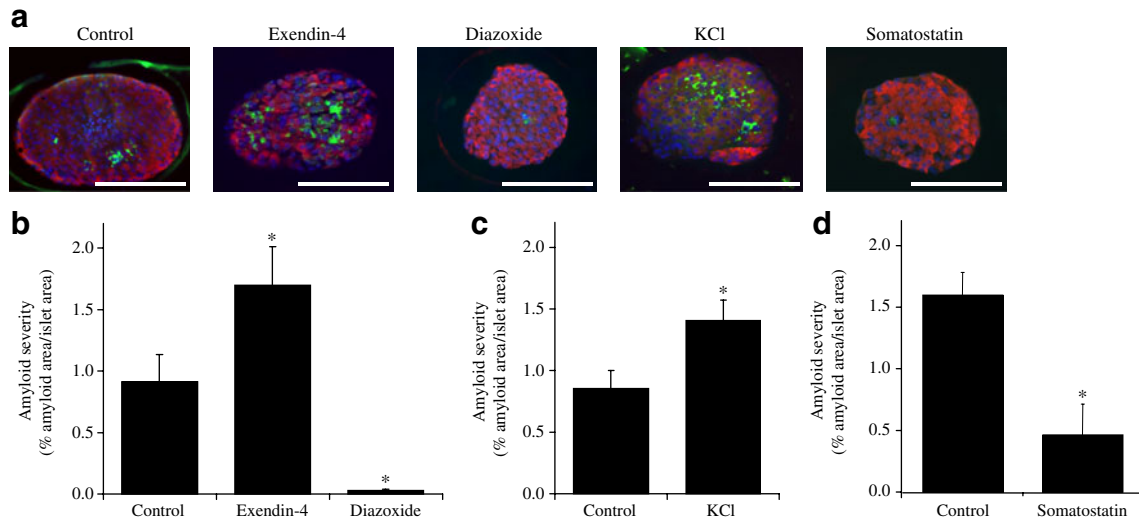 a
Control
Exendin-4
Diazoxide
KCl
Somatostatin
b
Amyloid severity
(% amyloid area/islet area)
2.0
1.5
1.0
0.5
0.0
*
*
Control
Exendin-4
Diazoxide
c
Amyloid severity
(% amyloid area/islet area)
2.0
1.5
1.0
0.5
0.0
*
Control
KCl
d
Amyloid severity
(% amyloid area/islet area)
2.0
1.5
1.0
0.5
0.0
*
Control
Somatostatin